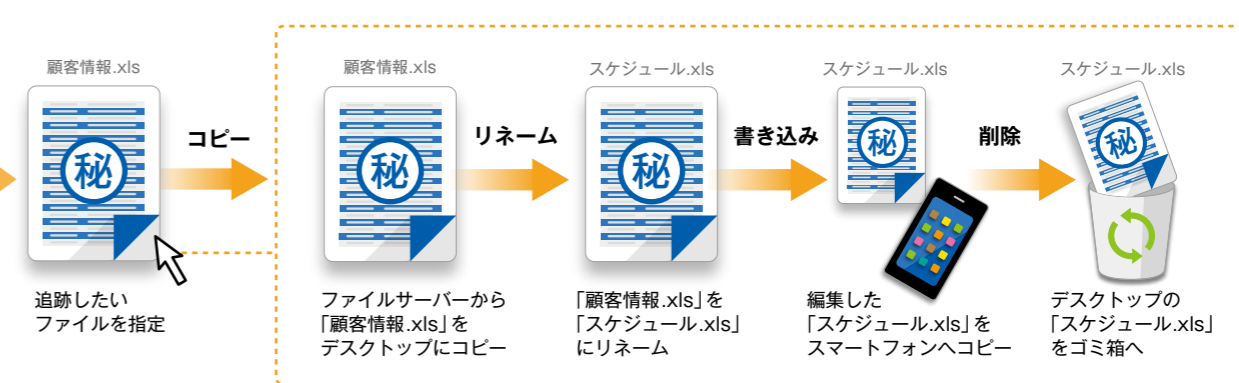 顧客情報.xls
秘
追跡したい
ファイルを指定
コピー
顧客情報.xls
秘
ファイルサーバーから
「顧客情報.xls」を
デスクトップにコピー
リネーム
スケジュール.xls
秘
「顧客情報.xls」を
「スケジュール.xls」
にリネーム
書き込み
スケジュール.xls
秘
編集した
「スケジュール.xls」を
スマートフォンへコピー
削除
スケジュール.xls
秘
デスクトップの
「スケジュール.xls」
をゴミ箱へ